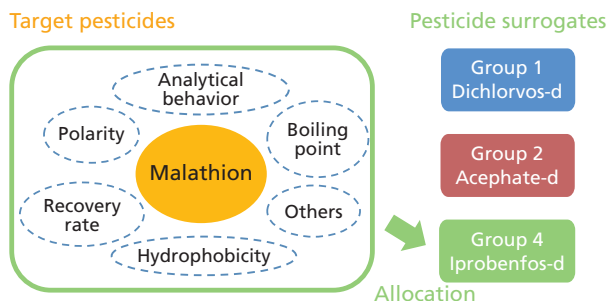 Target pesticides
Pesticide surrogates
Analytical
behavior
Polarity
Boiling
point
Malathion
Recovery
rate
Others
Hydrophobicity
Group 1
Dichlorvos-d
Group 2
Acephate-d
Group 4
Iprobenfos-d
Allocation